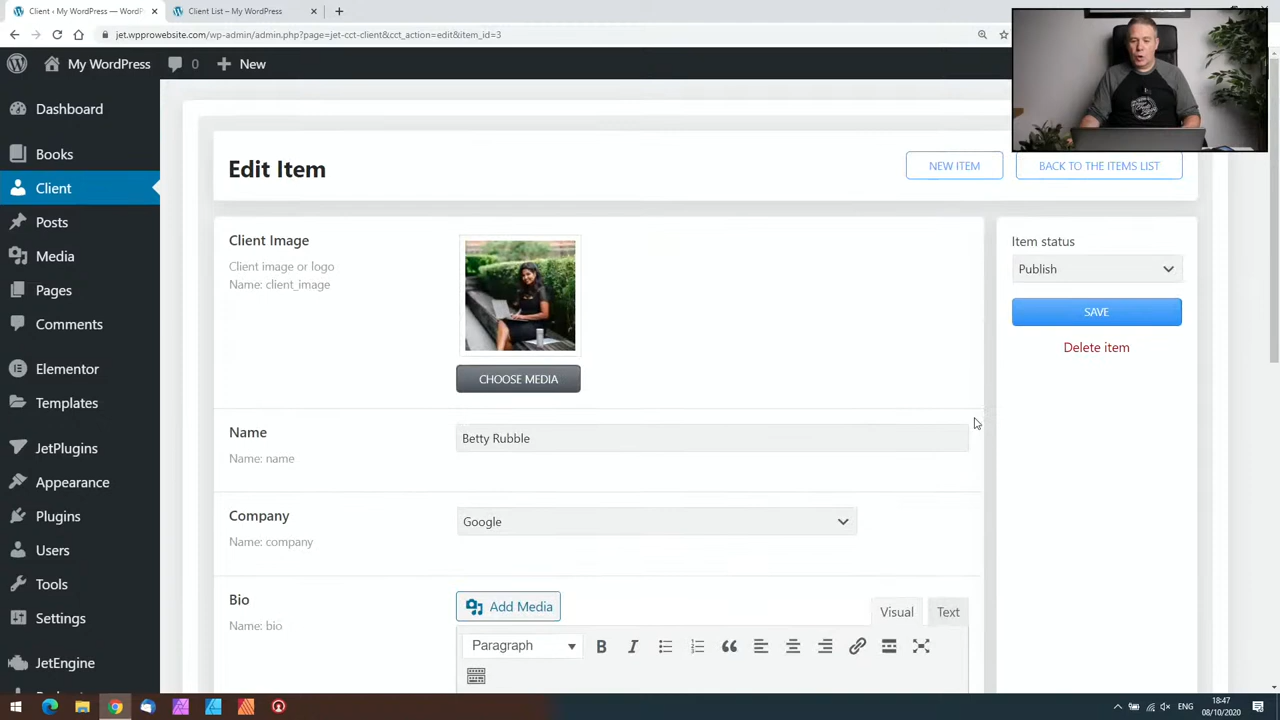 Client ‹ My WordPress — WordP
Client List – My WordPress
jet.wpprowebsite.com/wp-admin/admin.php?page=jet-cct-client&cct_action=edit&item_id=3
My WordPress
0
New
Dashboard
Books
Client
Posts
Media
Pages
Comments
Elementor
Templates
JetPlugins
Appearance
Plugins
Users
Tools
Settings
JetEngine
Edit Item
NEW ITEM
BACK TO THE ITEMS LIST
Client Image
Client image or logo
Name: client_image
CHOOSE MEDIA
Name
Name: name
Betty Rubble
Company
Name: company
Google
Bio
Name: bio
Add Media
Visual
Text
Paragraph
B
I
Item status
Publish
SAVE
Delete item
ENG
18:47
08/10/2020